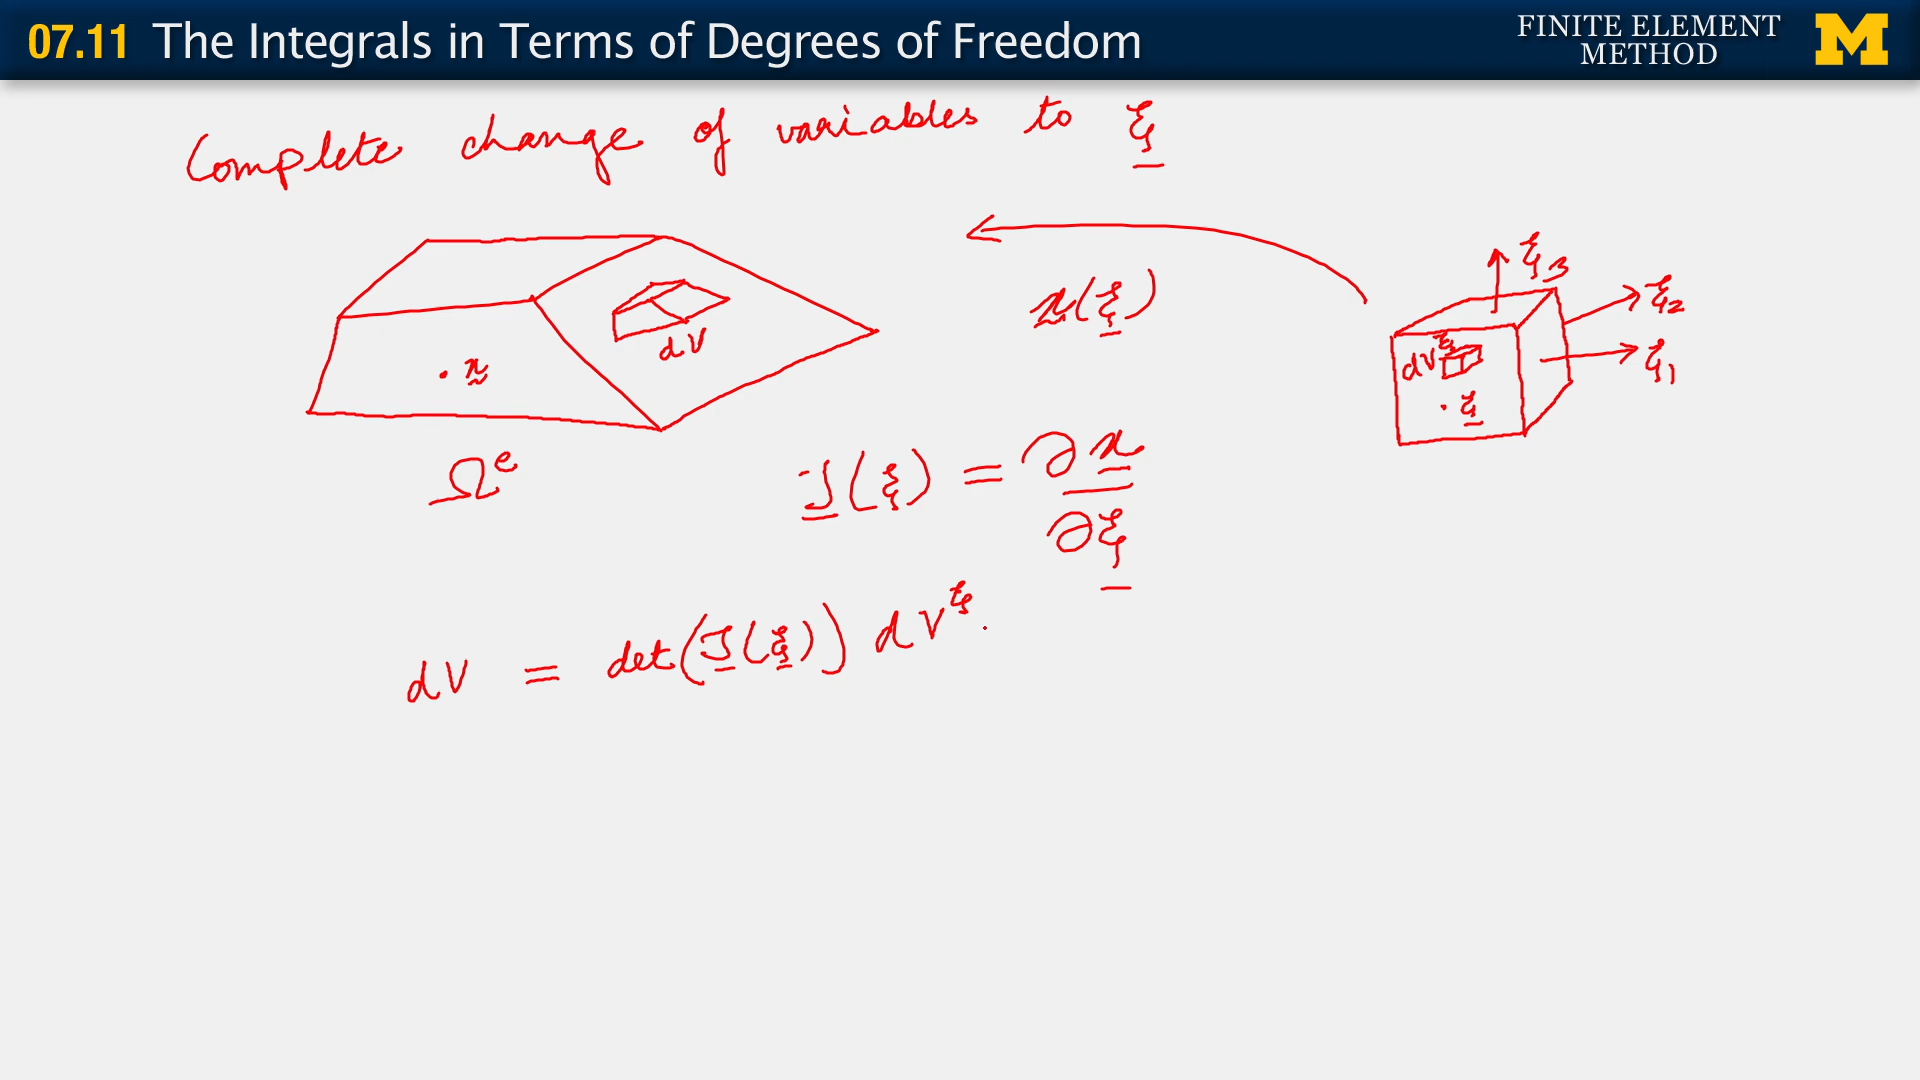 07.11 The Integrals in Terms of Degrees of Freedom
FINITE ELEMENT
METHOD
M
Complete change of variables to ξ
x(ξ)
ξ3
ξ2
ξ1
dV
dVξ
x
ξ
Ωe
J(ξ) = ∂x/∂ξ
dV = det(J(ξ)) dVξ.